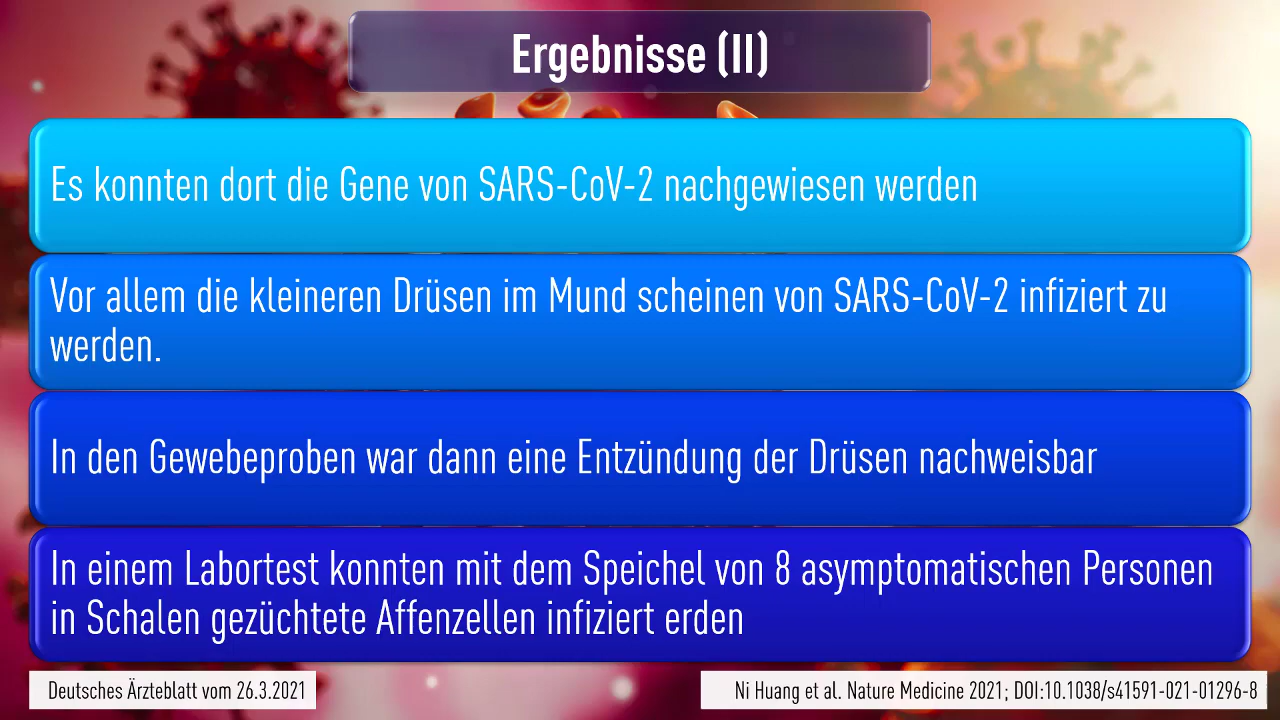 Ergebnisse (II)
Es konnten dort die Gene von SARS-CoV-2 nachgewiesen werden
Vor allem die kleineren Drüsen im Mund scheinen von SARS-CoV-2 infiziert zu
werden.
In den Gewebeproben war dann eine Entzündung der Drüsen nachweisbar
In einem Labortest konnten mit dem Speichel von 8 asymptomatischen Personen
in Schalen gezüchtete Affenzellen infiziert erden
Deutsches Ärzteblatt vom 26.3.2021
Ni Huang et al. Nature Medicine 2021; DOI:10.1038/s41591-021-01296-8